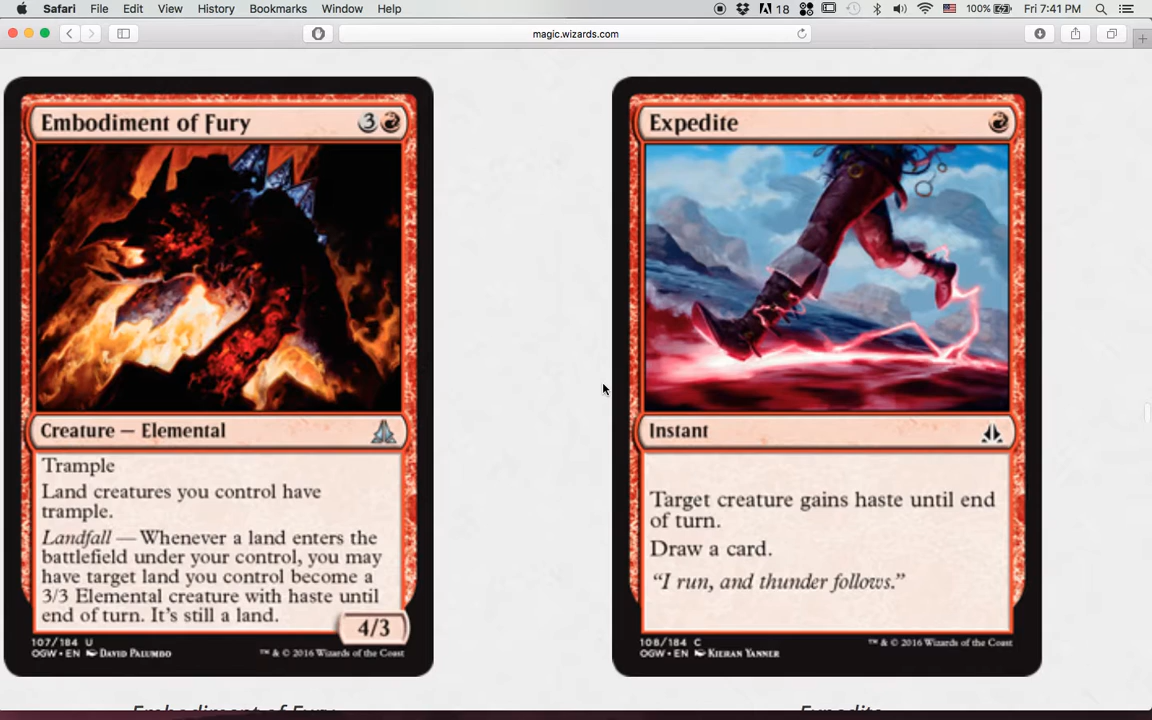 Safari File Edit View History Bookmarks Window Help 18 100% Fri 7:41 PM
magic.wizards.com
Embodiment of Fury 3
Creature — Elemental
Trample
Land creatures you control have
trample.
Landfall — Whenever a land enters the
battlefield under your control, you may
have target land you control become a
3/3 Elemental creature with haste until
end of turn. It's still a land.
4/3
107/184 U
OGW • EN DAVID PALUMBO ™ & © 2016 Wizards of the Coast
Embodiment of Fury
Expedite
Instant
Target creature gains haste until end
of turn.
Draw a card.
"I run, and thunder follows."
108/184 C
OGW • EN KIERAN YANNER ™ & © 2016 Wizards of the Coast
Expedite